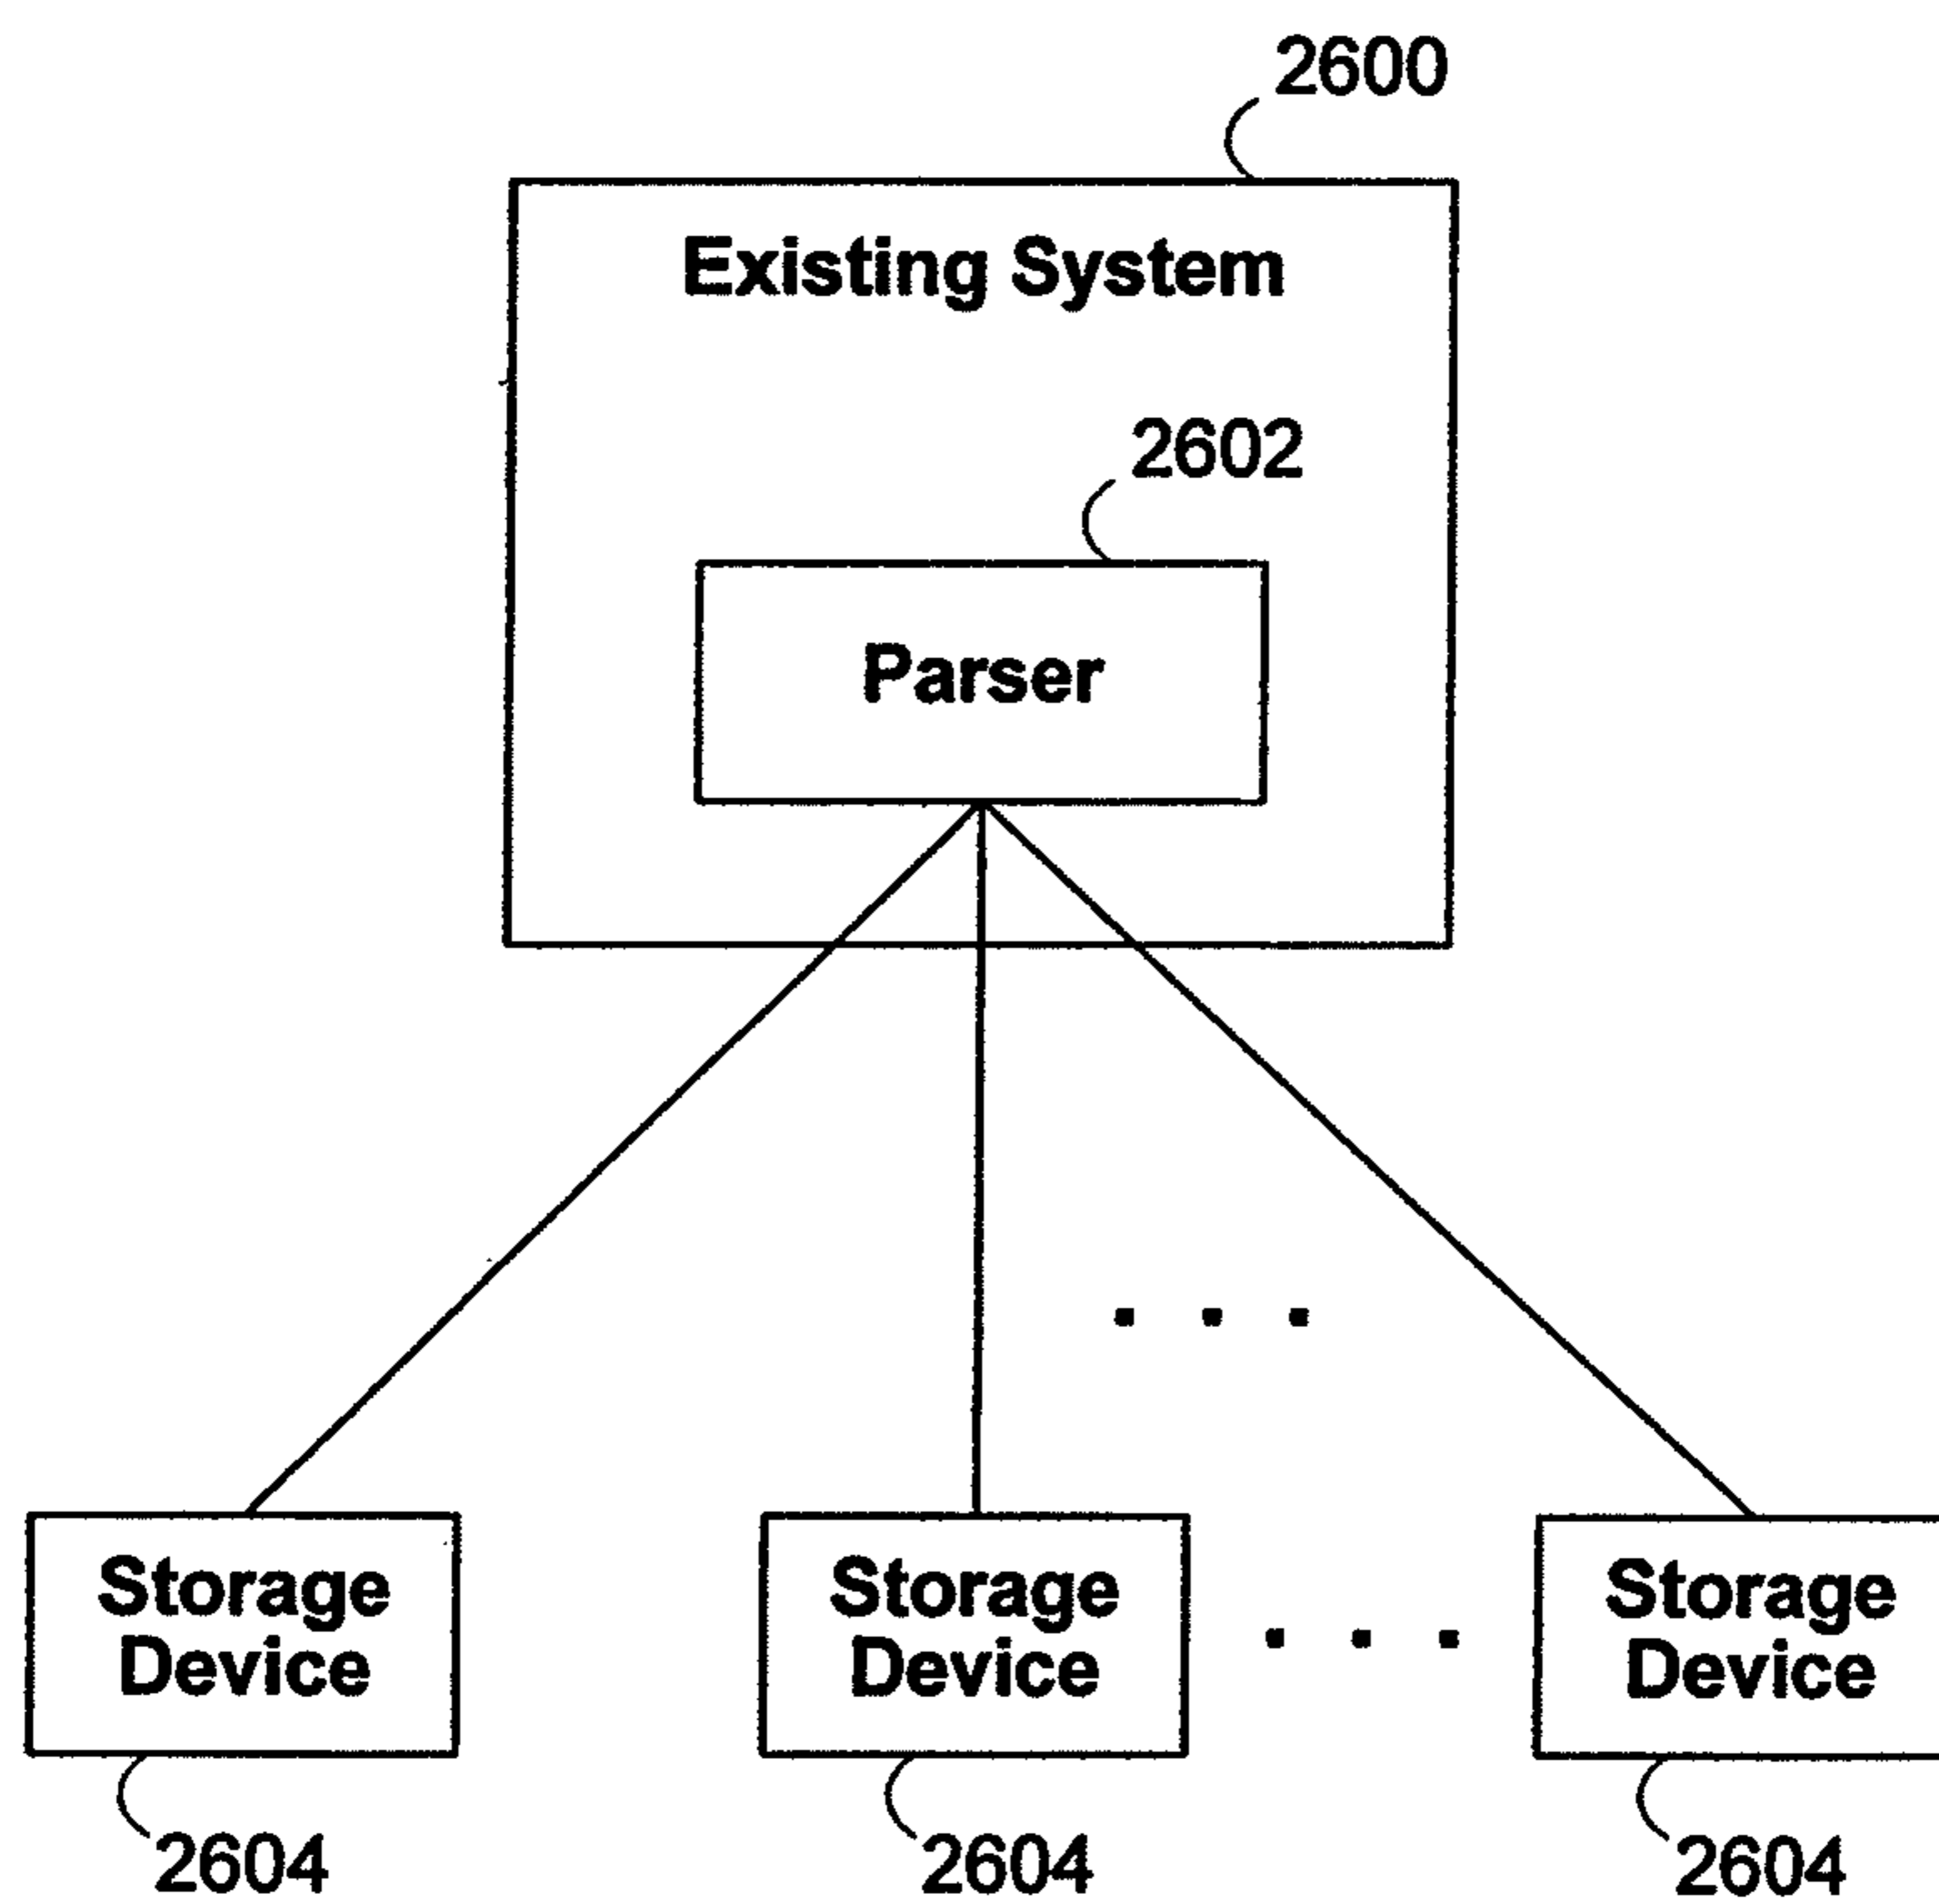 2600
Existing System
2602
Parser
Storage
Device
Storage
Device
Storage
Device
2604
2604
2604